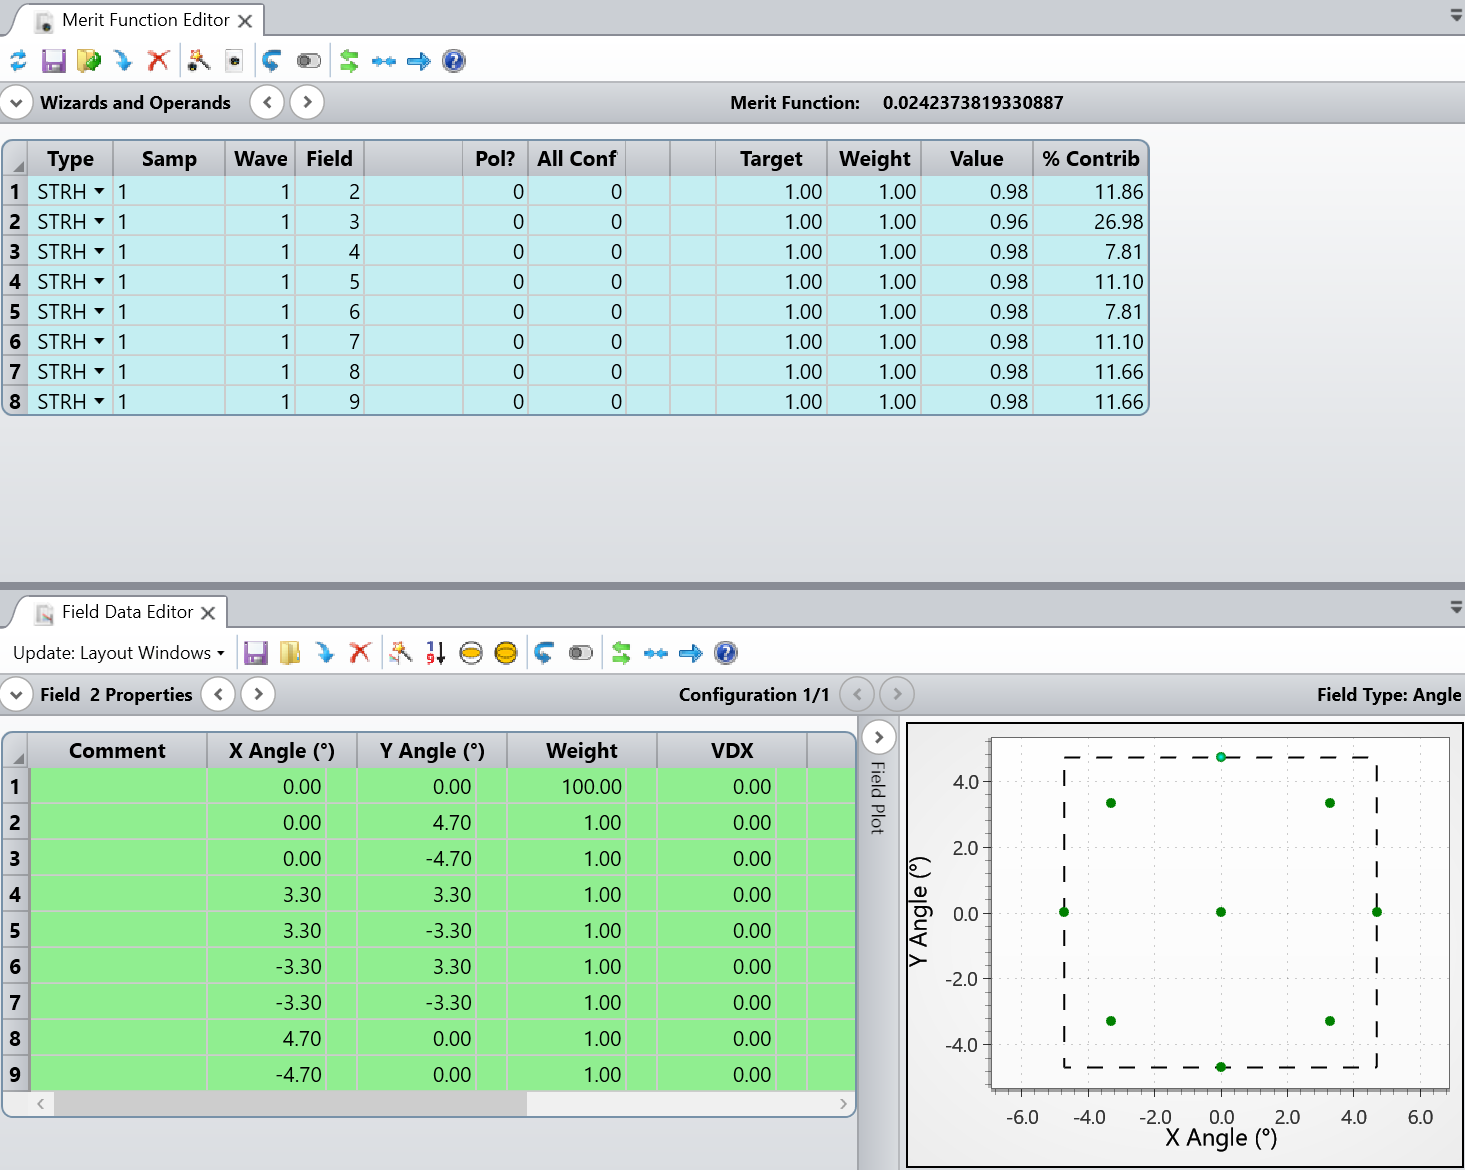 Merit Function Editor
Wizards and Operands Merit Function: 0.0242373819330887
Type Samp Wave Field Pol? All Conf Target Weight Value % Contrib
1 STRH 1 1 2 0 0 1.00 1.00 0.98 11.86
2 STRH 1 1 3 0 0 1.00 1.00 0.96 26.98
3 STRH 1 1 4 0 0 1.00 1.00 0.98 7.81
4 STRH 1 1 5 0 0 1.00 1.00 0.98 11.10
5 STRH 1 1 6 0 0 1.00 1.00 0.98 7.81
6 STRH 1 1 7 0 0 1.00 1.00 0.98 11.10
7 STRH 1 1 8 0 0 1.00 1.00 0.98 11.66
8 STRH 1 1 9 0 0 1.00 1.00 0.98 11.66
Field Data Editor
Update: Layout Windows
Field 2 Properties Configuration 1/1 Field Type: Angle
Comment X Angle (°) Y Angle (°) Weight VDX
1 0.00 0.00 100.00 0.00
2 0.00 4.70 1.00 0.00
3 0.00 -4.70 1.00 0.00
4 3.30 3.30 1.00 0.00
5 3.30 -3.30 1.00 0.00
6 -3.30 3.30 1.00 0.00
7 -3.30 -3.30 1.00 0.00
8 4.70 0.00 1.00 0.00
9 -4.70 0.00 1.00 0.00
Field Plot
Y Angle (°)
4.0
2.0
0.0
-2.0
-4.0
-6.0 -4.0 -2.0 0.0 2.0 4.0 6.0
X Angle (°)